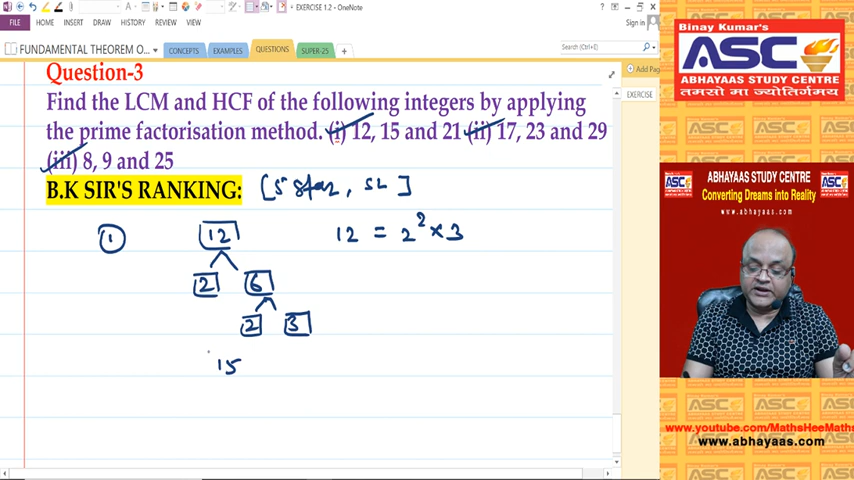 EXERCISE 1.2 - OneNote
FILE HOME INSERT DRAW HISTORY REVIEW VIEW
Sign in
FUNDAMENTAL THEOREM O... CONCEPTS EXAMPLES QUESTIONS SUPER-25 +
Search (Ctrl+E)
Add Pag
EXERCISE
Question-3
Find the LCM and HCF of the following integers by applying
the prime factorisation method. (i) 12, 15 and 21 (ii) 17, 23 and 29
(iii) 8, 9 and 25
B.K SIR'S RANKING: [5 Star, SL]
1 12 12 = 2² × 3
2 6
2 3
15
Binay Kumar's
ASC
ABHAYAAS STUDY CENTRE
तमसो मा ज्योतिर्गमय
ABHAYAAS STUDY CENTRE
ASC ASC
Converting Dreams into Reality
www.abhayaas.com
www.youtube.com/MathsHeeMaths
www.abhayaas.com